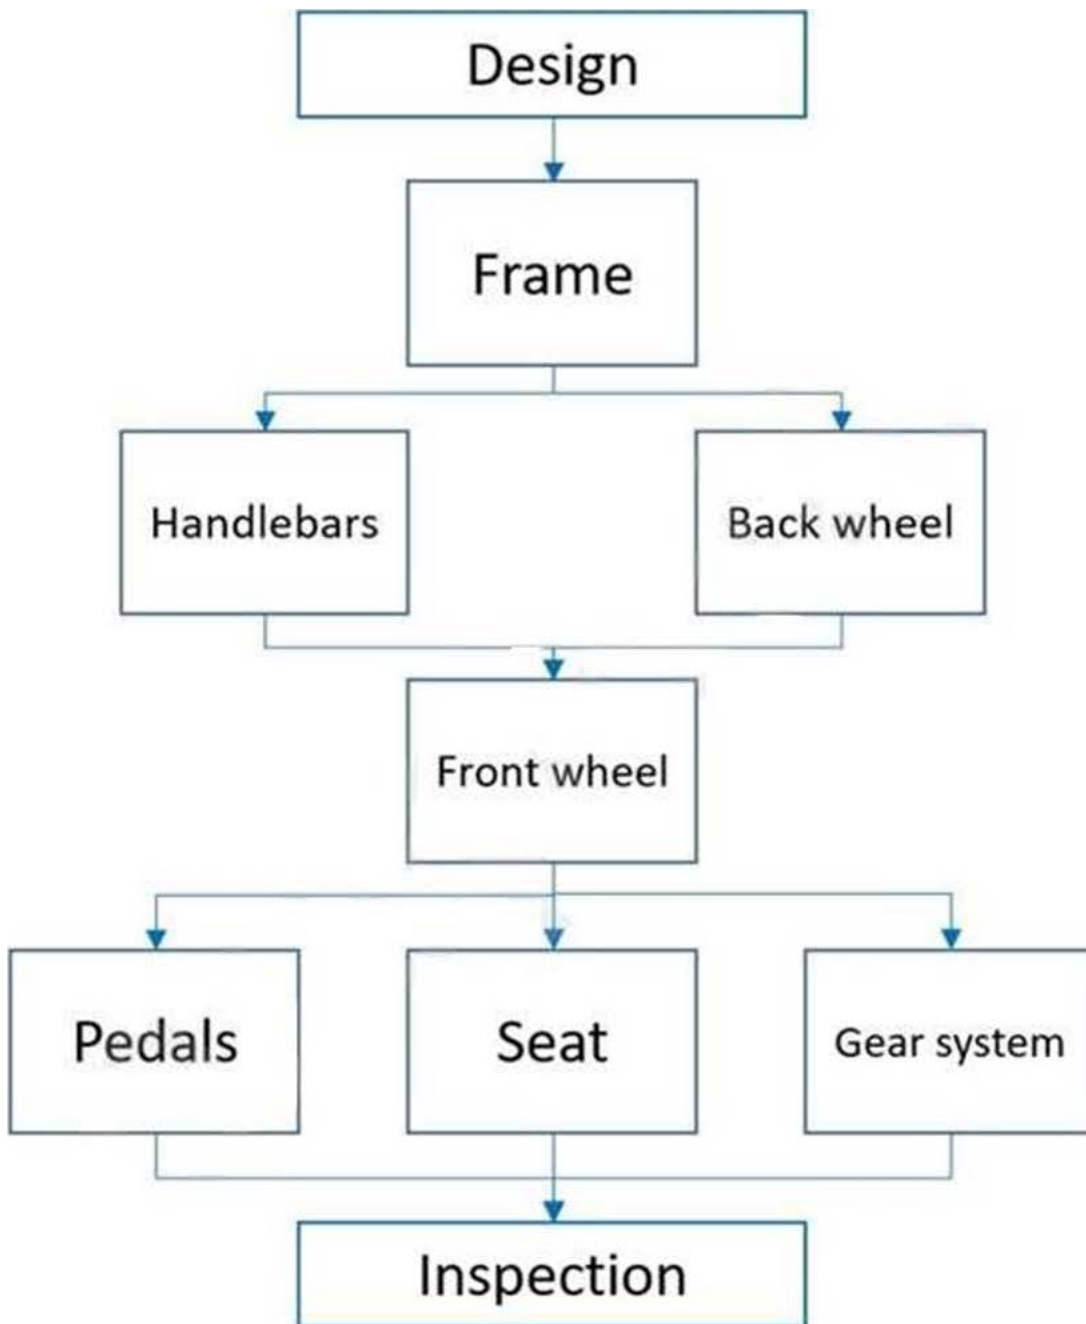 Design
Frame
Handlebars
Back wheel
Front wheel
Pedals
Seat
Gear system
Inspection